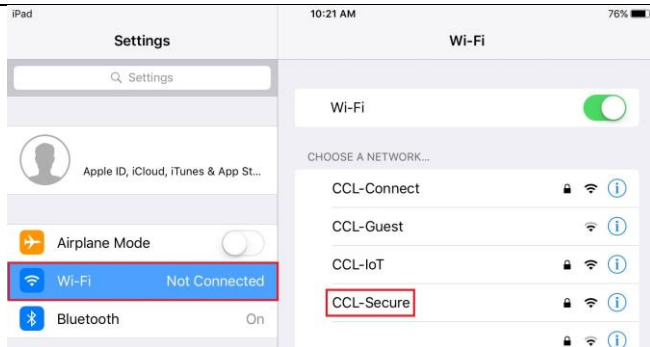 iPad
10:21 AM
76%
Settings
Wi-Fi
Settings
Wi-Fi
CHOOSE A NETWORK...
Apple ID, iCloud, iTunes & App St...
CCL-Connect
CCL-Guest
Airplane Mode
CCL-IoT
Wi-Fi Not Connected
CCL-Secure
Bluetooth On